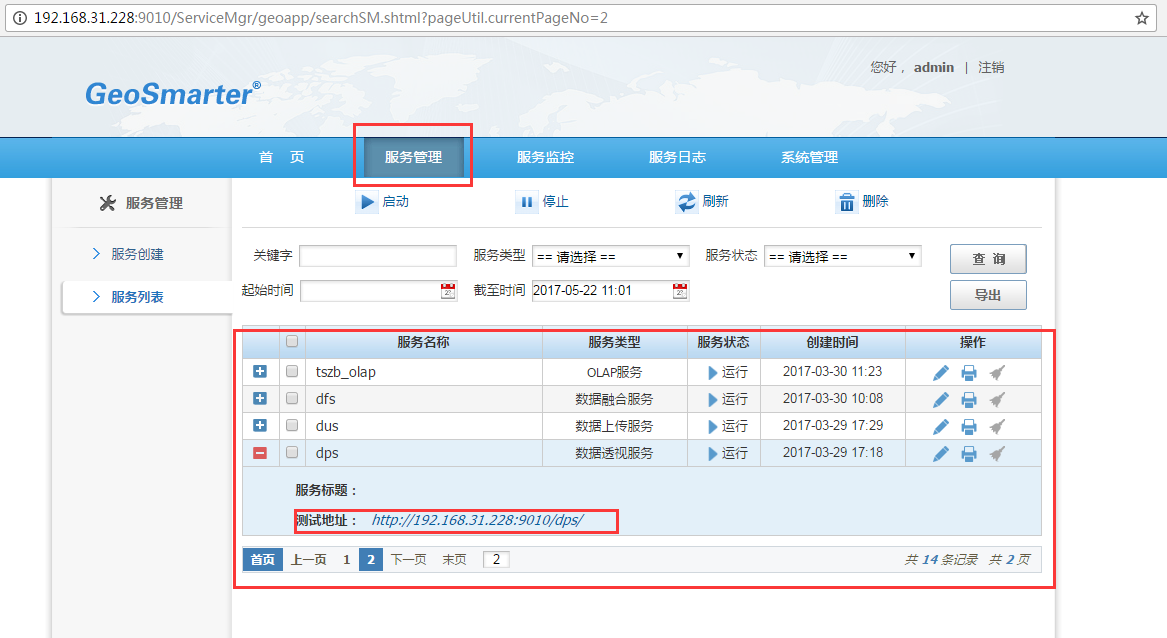 192.168.31.228:9010/ServiceMgr/geoapp/searchSM.shtml?pageUtil.currentPageNo=2
您好， admin | 注销
GeoSmarter®
首 页 服务管理 服务监控 服务日志 系统管理
服务管理
启动 停止 刷新 删除
服务创建
服务列表
关键字 服务类型 == 请选择 == 服务状态 == 请选择 == 查 询
起始时间 截至时间 2017-05-22 11:01 导出
服务名称 服务类型 服务状态 创建时间 操作
tszb_olap OLAP服务 运行 2017-03-30 11:23
dfs 数据融合服务 运行 2017-03-30 10:08
dus 数据上传服务 运行 2017-03-29 17:29
dps 数据透视服务 运行 2017-03-29 17:18
服务标题：
测试地址： http://192.168.31.228:9010/dps/
首页 上一页 1 2 下一页 末页 2 共 14 条记录 共 2 页